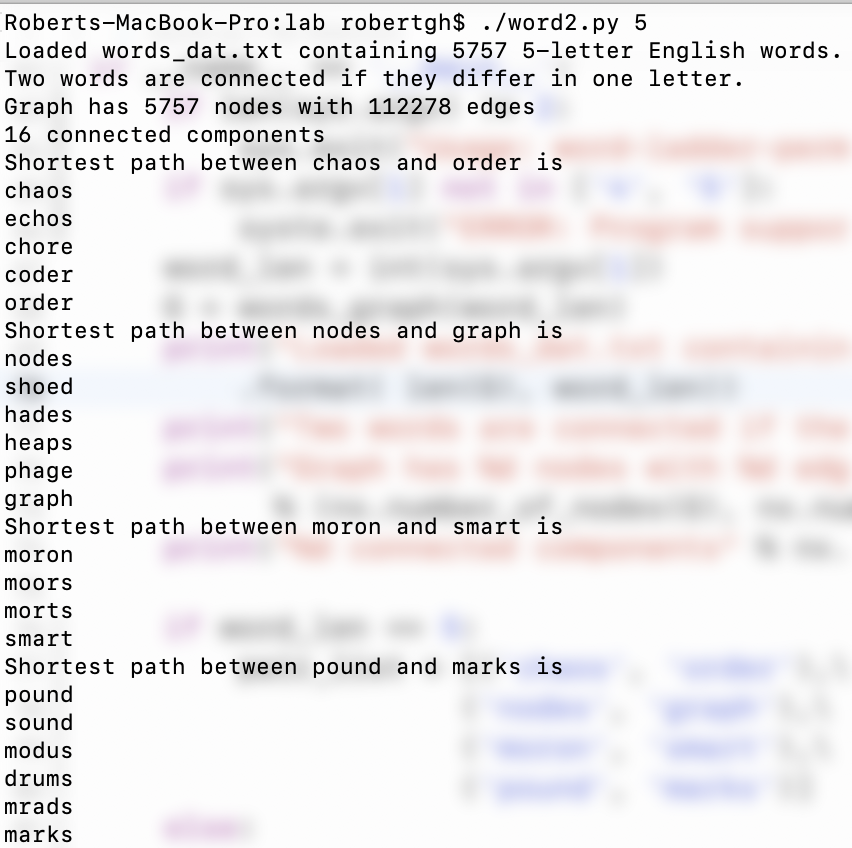 Roberts-MacBook-Pro:lab robertgh$ ./word2.py 5
Loaded words_dat.txt containing 5757 5-letter English words.
Two words are connected if they differ in one letter.
Graph has 5757 nodes with 112278 edges
16 connected components
Shortest path between chaos and order is
chaos
echos
chore
coder
order
Shortest path between nodes and graph is
nodes
shoed
hades
heaps
phage
graph
Shortest path between moron and smart is
moron
moors
morts
smart
Shortest path between pound and marks is
pound
sound
modus
drums
mrads
marks